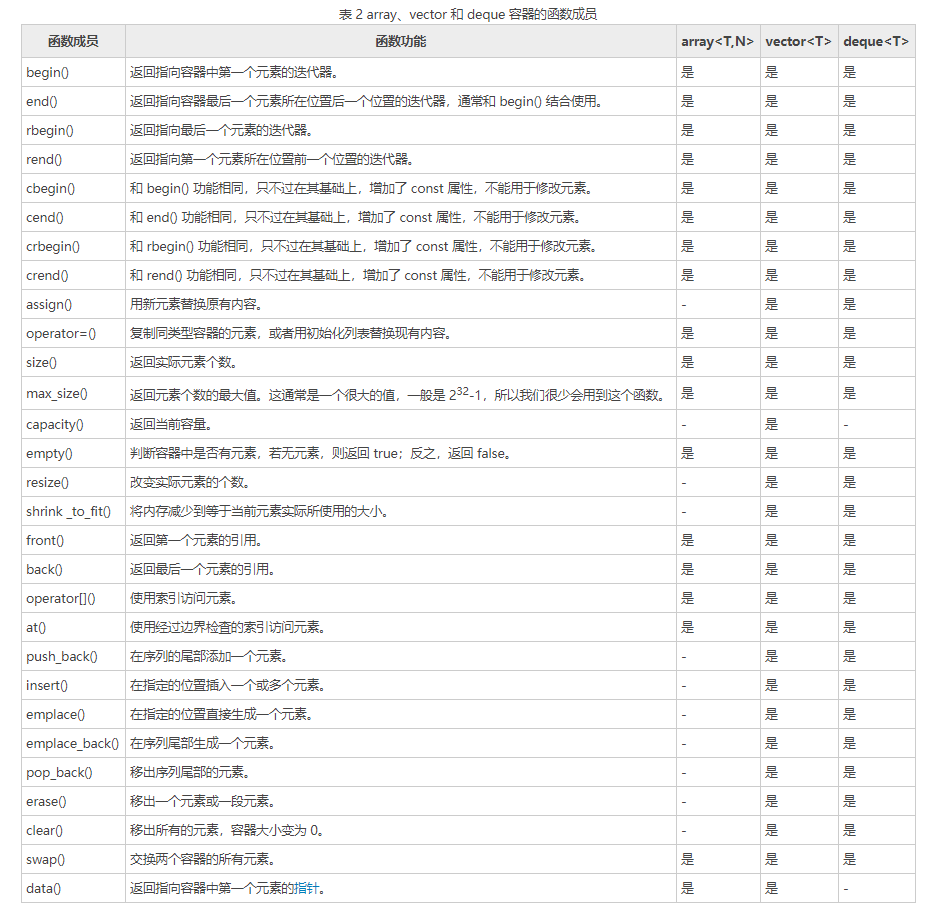 表 2 array、vector 和 deque 容器的函数成员
函数成员 函数功能 array<T,N> vector<T> deque<T>
begin() 返回指向容器中第一个元素的迭代器。 是 是 是
end() 返回指向容器最后一个元素所在位置后一个位置的迭代器，通常和 begin() 结合使用。 是 是 是
rbegin() 返回指向最后一个元素的迭代器。 是 是 是
rend() 返回指向第一个元素所在位置前一个位置的迭代器。 是 是 是
cbegin() 和 begin() 功能相同，只不过在其基础上，增加了 const 属性，不能用于修改元素。 是 是 是
cend() 和 end() 功能相同，只不过在其基础上，增加了 const 属性，不能用于修改元素。 是 是 是
crbegin() 和 rbegin() 功能相同，只不过在其基础上，增加了 const 属性，不能用于修改元素。 是 是 是
crend() 和 rend() 功能相同，只不过在其基础上，增加了 const 属性，不能用于修改元素。 是 是 是
assign() 用新元素替换原有内容。 - 是 是
operator=() 复制同类型容器的元素，或者用初始化列表替换现有内容。 是 是 是
size() 返回实际元素个数。 是 是 是
max_size() 返回元素个数的最大值。这通常是一个很大的值，一般是 2³²-1，所以我们很少会用到这个函数。 是 是 是
capacity() 返回当前容量。 - 是 -
empty() 判断容器中是否有元素，若无元素，则返回 true；反之，返回 false。 是 是 是
resize() 改变实际元素的个数。 - 是 是
shrink _to_fit() 将内存减少到等于当前元素实际所使用的大小。 - 是 是
front() 返回第一个元素的引用。 是 是 是
back() 返回最后一个元素的引用。 是 是 是
operator[]() 使用索引访问元素。 是 是 是
at() 使用经过边界检査的索引访问元素。 是 是 是
push_back() 在序列的尾部添加一个元素。 - 是 是
insert() 在指定的位置插入一个或多个元素。 - 是 是
emplace() 在指定的位置直接生成一个元素。 - 是 是
emplace_back() 在序列尾部生成一个元素。 - 是 是
pop_back() 移出序列尾部的元素。 - 是 是
erase() 移出一个元素或一段元素。 - 是 是
clear() 移出所有的元素，容器大小变为 0。 - 是 是
swap() 交换两个容器的所有元素。 是 是 是
data() 返回指向容器中第一个元素的指针。 是 是 -